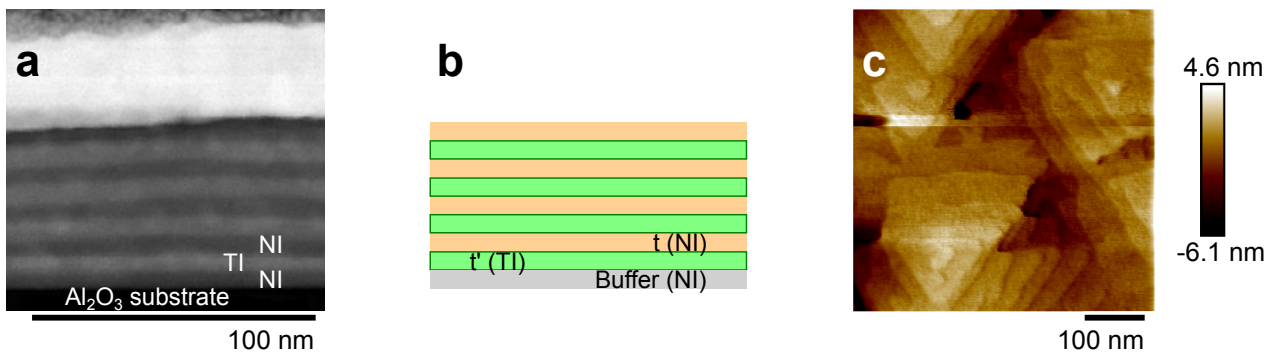 a
NI
TI
NI
Al₂O₃ substrate
100 nm
b
t (NI)
t' (TI)
Buffer (NI)
c
4.6 nm
-6.1 nm
100 nm